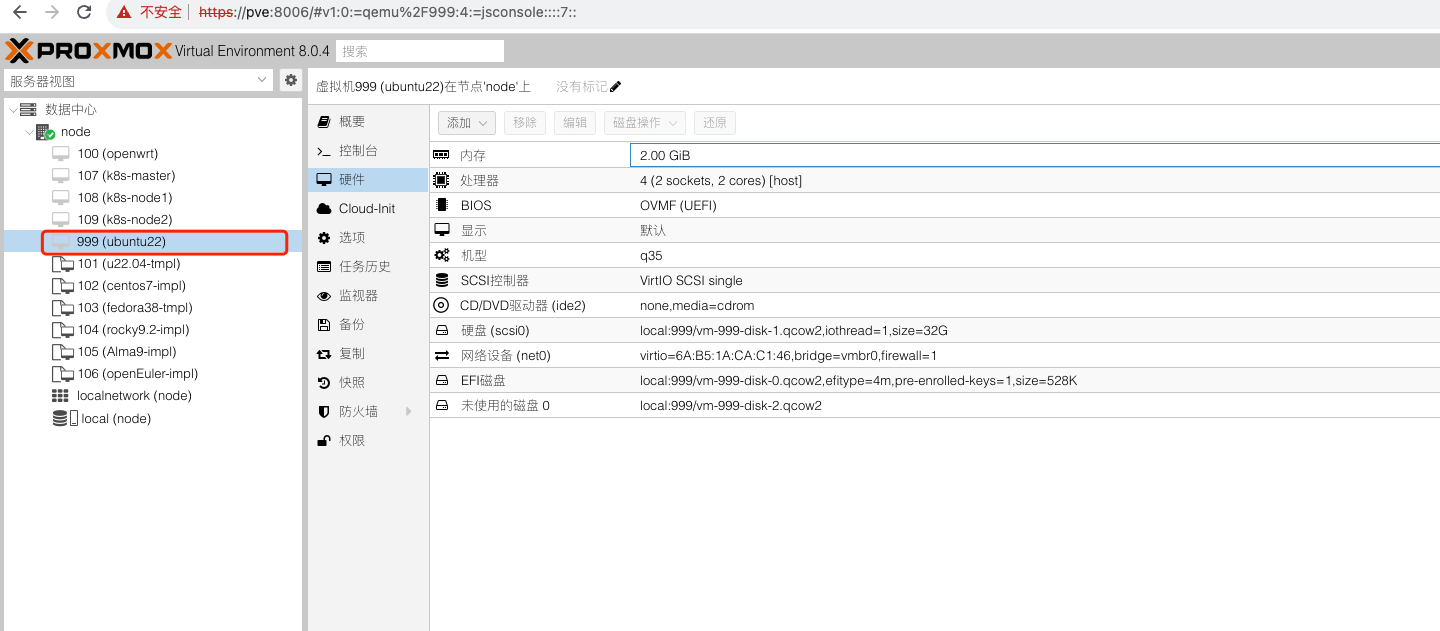 不安全 https://pve:8006/#v1:0:=qemu%2F999:4:=jsconsole::::7::
PROXMOX Virtual Environment 8.0.4 搜索
服务器视图
数据中心
node
100 (openwrt)
107 (k8s-master)
108 (k8s-node1)
109 (k8s-node2)
999 (ubuntu22)
101 (u22.04-tmpl)
102 (centos7-impl)
103 (fedora38-tmpl)
104 (rocky9.2-impl)
105 (Alma9-impl)
106 (openEuler-impl)
localnetwork (node)
local (node)
虚拟机999 (ubuntu22)在节点'node'上 没有标记
概要
控制台
硬件
Cloud-Init
选项
任务历史
监视器
备份
复制
快照
防火墙
权限
添加 移除 编辑 磁盘操作 还原
内存 2.00 GiB
处理器 4 (2 sockets, 2 cores) [host]
BIOS OVMF (UEFI)
显示 默认
机型 q35
SCSI控制器 VirtIO SCSI single
CD/DVD驱动器 (ide2) none,media=cdrom
硬盘 (scsi0) local:999/vm-999-disk-1.qcow2,iothread=1,size=32G
网络设备 (net0) virtio=6A:B5:1A:CA:C1:46,bridge=vmbr0,firewall=1
EFI磁盘 local:999/vm-999-disk-0.qcow2,efitype=4m,pre-enrolled-keys=1,size=528K
未使用的磁盘 0 local:999/vm-999-disk-2.qcow2